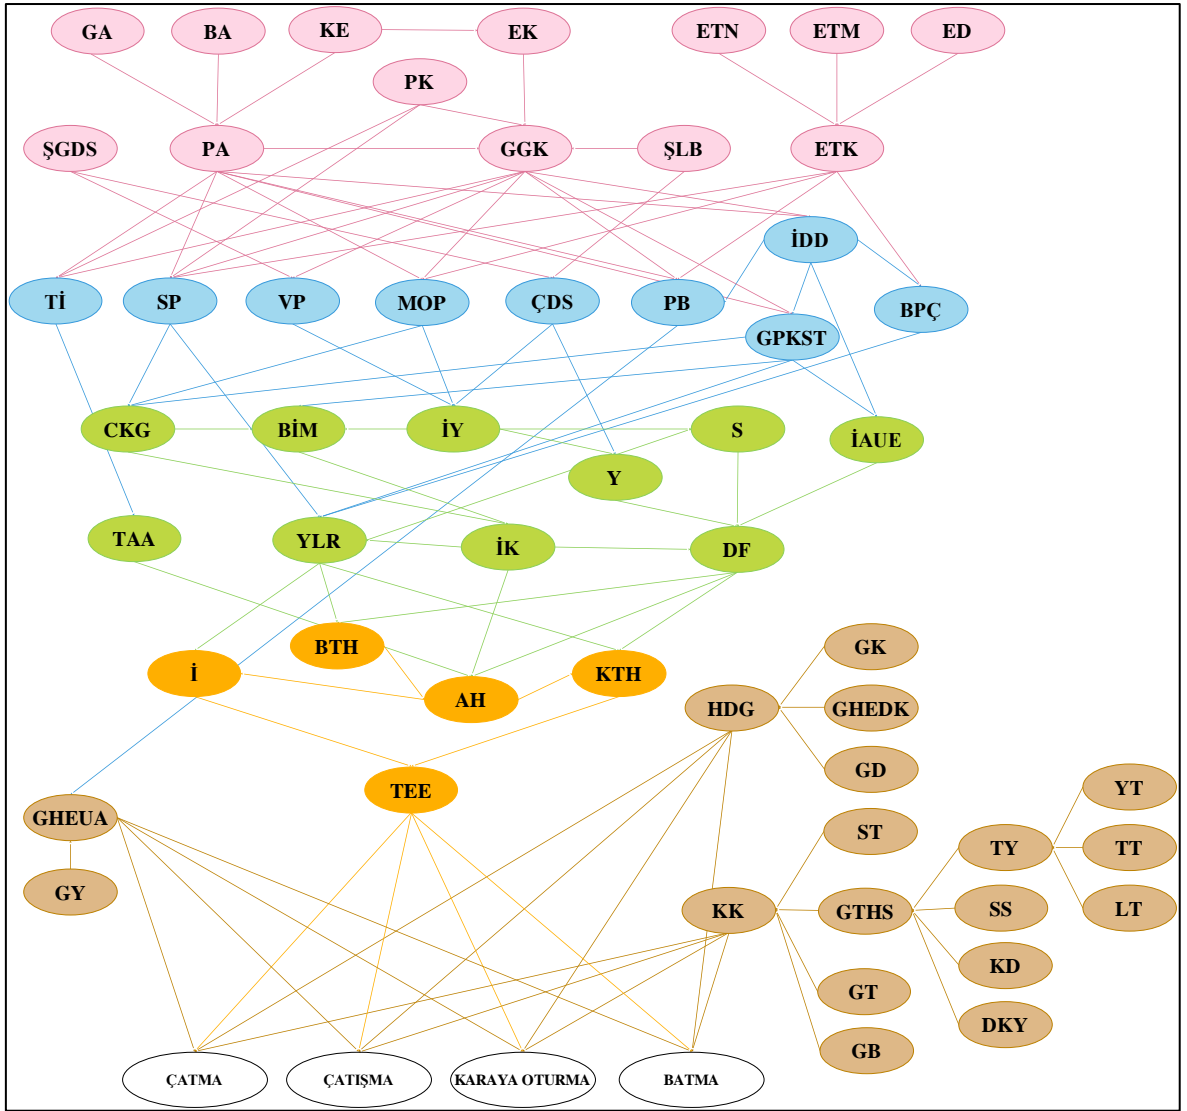 GA
BA
KE
EK
ETN
ETM
ED
PK
ŞGDS
PA
GGK
ŞLB
ETK
İDD
Tİ
SP
VP
MOP
ÇDS
PB
BPÇ
GPKST
CKG
BİM
İY
S
İAUE
Y
TAA
YLR
İK
DF
BTH
GK
İ
AH
KTH
HDG
GHEDK
GD
TEE
YT
GHEUA
ST
TY
TT
GY
KK
GTHS
SS
LT
KD
GT
DKY
GB
ÇATMA
ÇATIŞMA
KARAYA OTURMA
BATMA